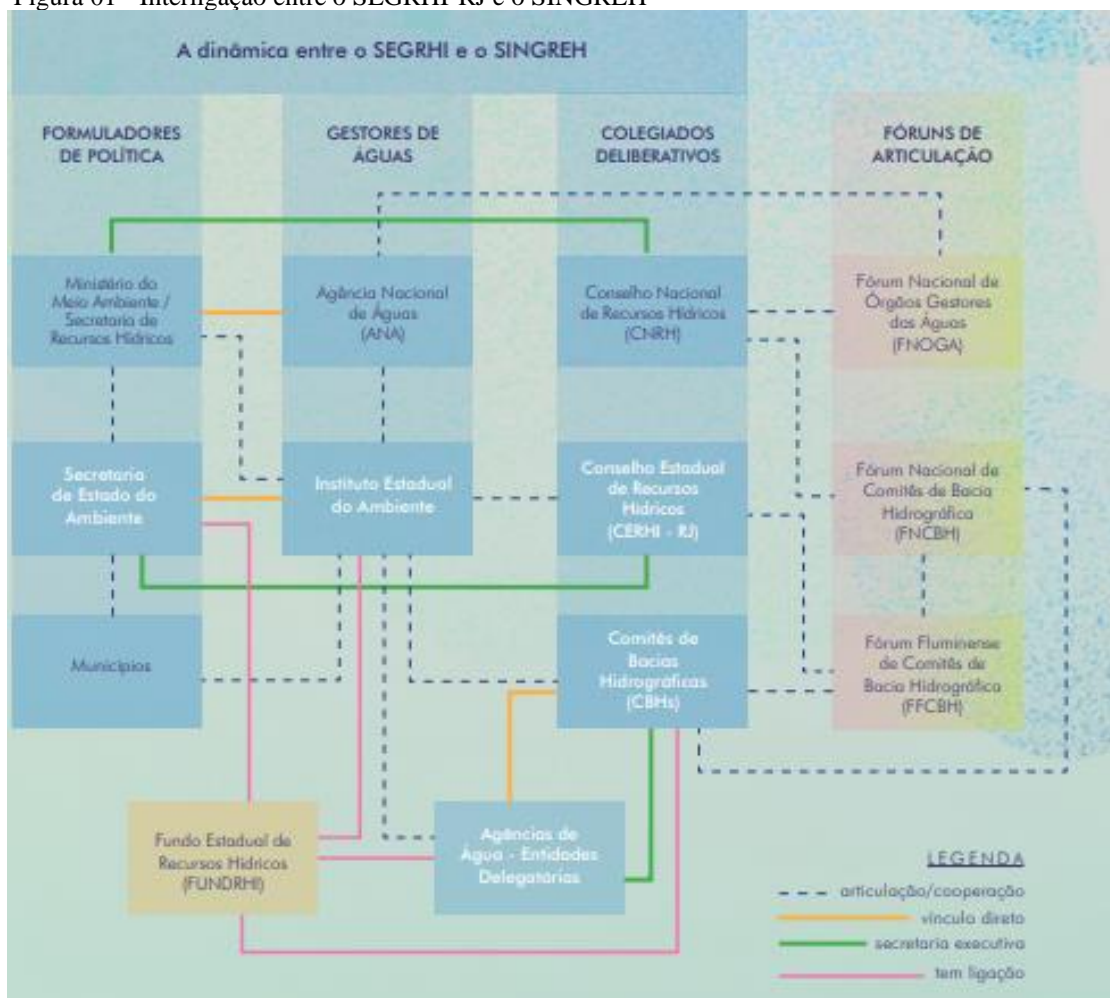 Figura 01 - Interligação entre o SEGRHI-RJ e o SINGREH
A dinâmica entre o SEGRHI e o SINGREH
FORMULADORES
DE POLÍTICA
GESTORES DE
ÁGUAS
COLEGIADOS
DELIBERATIVOS
FÓRUNS DE
ARTICULAÇÃO
Ministério do
Meio Ambiente /
Secretaria de
Recursos Hídricos
Agência Nacional
de Águas
(ANA)
Conselho Nacional
de Recursos Hídricos
(CNRH)
Fórum Nacional de
Órgãos Gestores
das Águas
(FNOGA)
Secretaria
de Estado do
Ambiente
Instituto Estadual
do Ambiente
Conselho Estadual
de Recursos
Hídricos
(CERHI - RJ)
Fórum Nacional de
Comitês de Bacia
Hidrográfica
(FNCBH)
Municípios
Comitês de
Bacias
Hidrográficas
(CBHs)
Fórum Fluminense
de Comitês de
Bacia Hidrográfica
(FFCBH)
Fundo Estadual de
Recursos Hídricos
(FUNDRHI)
Agências de
Água - Entidades
Delegatórias
LEGENDA
articulação/cooperação
vínculo direto
secretaria executiva
tem ligação